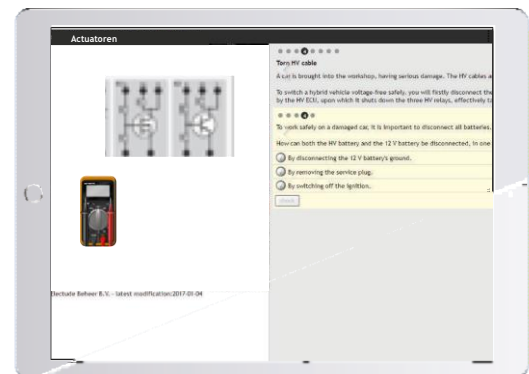 Actuatoren
Torn HV cable
A car is brought into the workshop, having serious damage. The HV cables a
To switch a hybrid vehicle voltage-free safely, you will firstly disconnect the
by the HV ECU, upon which it shuts down the three HV relays, effectively t
To work safely on a damaged car, it is important to disconnect all batteries.
How can both the HV battery and the 12 V battery be disconnected, in one
By disconnecting the 12 V battery's ground.
By removing the service plug.
By switching off the ignition.
check
Electude Beheer B.V. - latest modification:2017-01-04